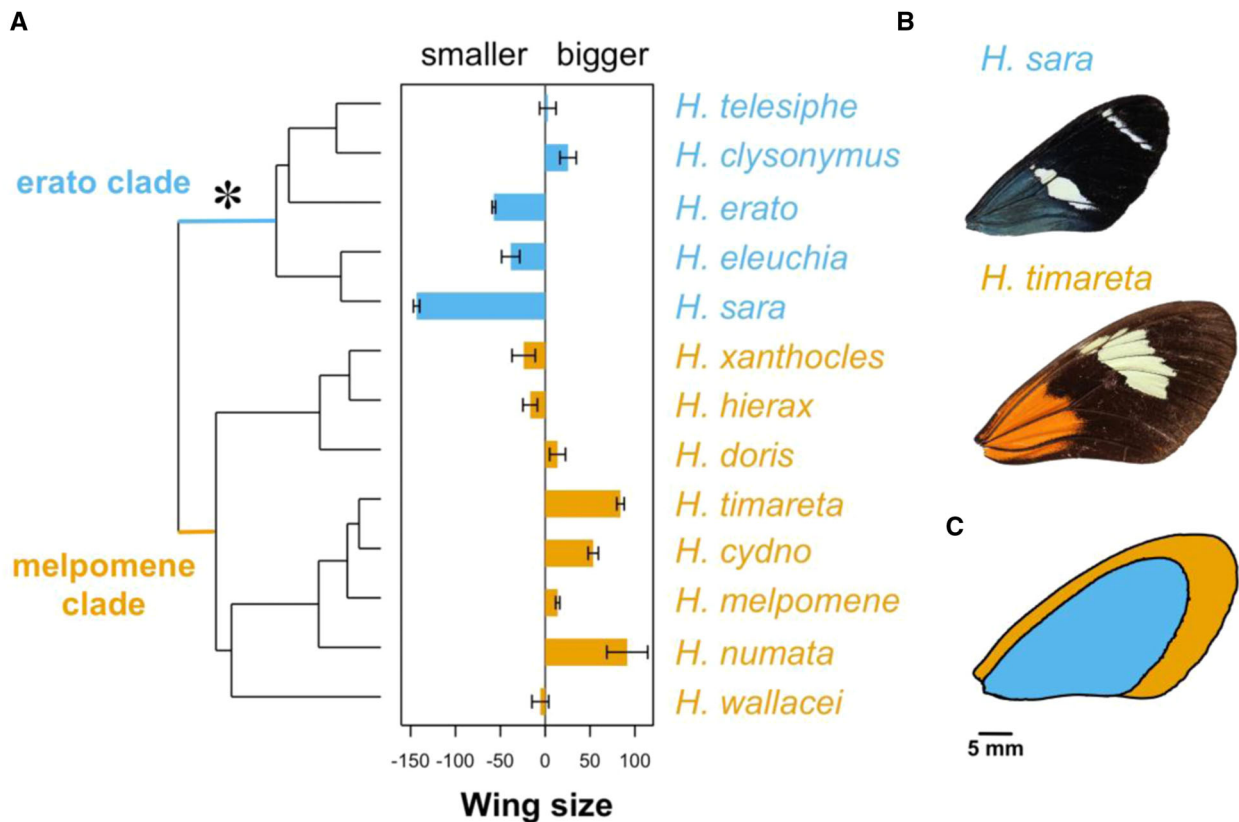 A
smaller bigger
erato clade
*
melpomene
clade
H. telesiphe
H. clysonymus
H. erato
H. eleuchia
H. sara
H. xanthocles
H. hierax
H. doris
H. timareta
H. cydno
H. melpomene
H. numata
H. wallacei
-150 -100 -50 0 50 100
Wing size
B
H. sara
H. timareta
C
5 mm